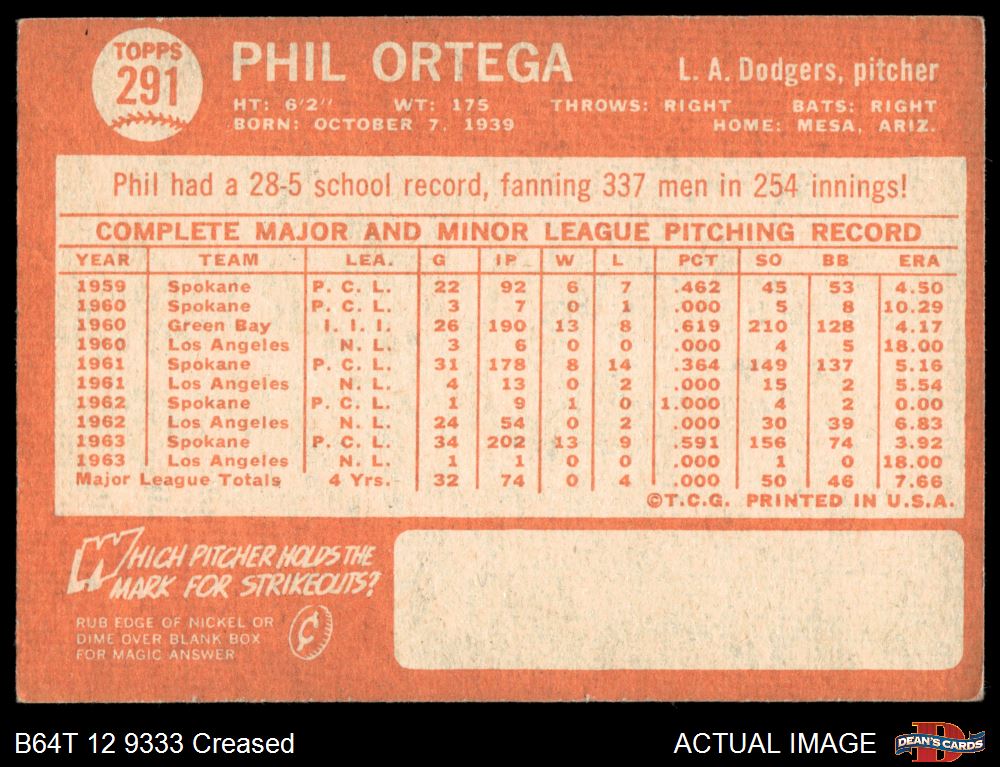 TOPPS
291
PHIL ORTEGA
L. A. Dodgers, pitcher
HT: 6'2" WT: 175 THROWS: RIGHT BATS: RIGHT
BORN: OCTOBER 7, 1939 HOME: MESA, ARIZ.
Phil had a 28-5 school record, fanning 337 men in 254 innings!
COMPLETE MAJOR AND MINOR LEAGUE PITCHING RECORD
YEAR TEAM LEA. G IP W L PCT SO BB ERA
1959 Spokane P. C. L. 22 92 6 7 .462 45 53 4.50
1960 Spokane P. C. L. 3 7 0 1 .000 5 8 10.29
1960 Green Bay I. I. I. 26 190 13 8 .619 210 128 4.17
1960 Los Angeles N. L. 3 6 0 0 .000 4 5 18.00
1961 Spokane P. C. L. 31 178 8 14 .364 149 137 5.16
1961 Los Angeles N. L. 4 13 0 2 .000 15 2 5.54
1962 Spokane P. C. L. 1 9 1 0 1.000 4 2 0.00
1962 Los Angeles N. L. 24 54 0 2 .000 30 39 6.83
1963 Spokane P. C. L. 34 202 13 9 .591 156 74 3.92
1963 Los Angeles N. L. 1 1 0 0 .000 1 0 18.00
Major League Totals 4 Yrs. 32 74 0 4 .000 50 46 7.66
©T.C.G. PRINTED IN U.S.A.
WHICH PITCHER HOLDS THE
MARK FOR STRIKEOUTS?
RUB EDGE OF NICKEL OR
DIME OVER BLANK BOX
FOR MAGIC ANSWER
¢
B64T 12 9333 Creased
ACTUAL IMAGE
D
DEAN'S CARDS